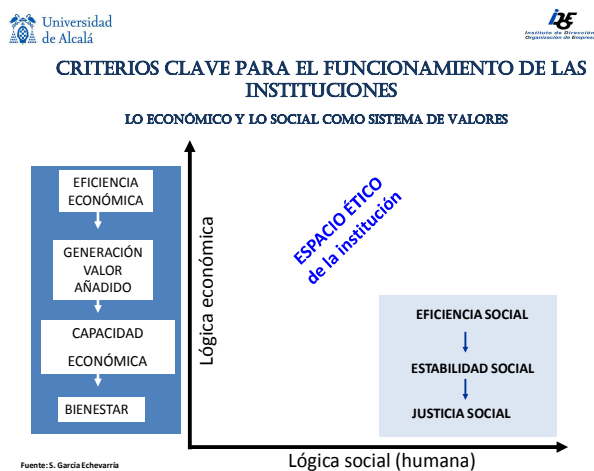 Universidad
de Alcalá
Instituto de Dirección
Organización de Empresa
CRITERIOS CLAVE PARA EL FUNCIONAMIENTO DE LAS
INSTITUCIONES
LO ECONÓMICO Y LO SOCIAL COMO SISTEMA DE VALORES
EFICIENCIA
ECONÓMICA
GENERACIÓN
VALOR
AÑADIDO
CAPACIDAD
ECONÓMICA
BIENESTAR
Lógica económica
ESPACIO ÉTICO
de la institución
EFICIENCIA SOCIAL
ESTABILIDAD SOCIAL
JUSTICIA SOCIAL
Lógica social (humana)
Fuente: S. García Echevarría